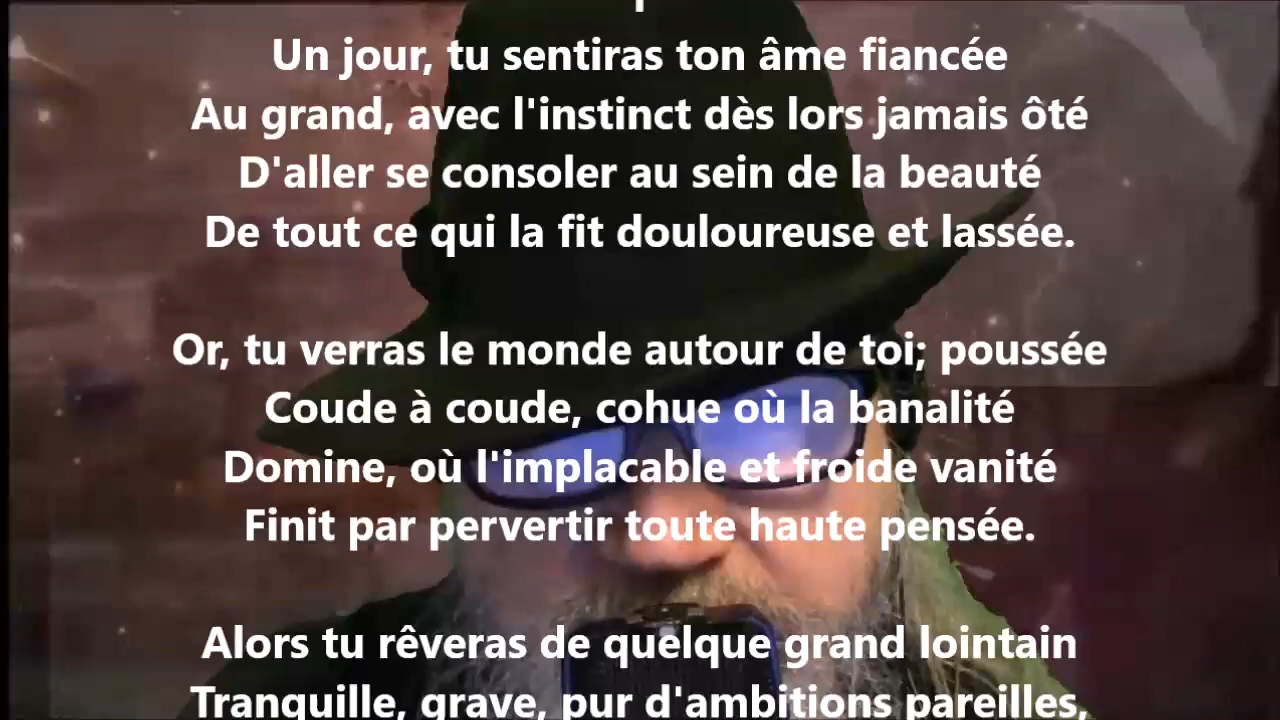 Un jour, tu sentiras ton âme fiancée
Au grand, avec l'instinct dès lors jamais ôté
D'aller se consoler au sein de la beauté
De tout ce qui la fit douloureuse et lassée.
Or, tu verras le monde autour de toi; poussée
Coude à coude, cohue où la banalité
Domine, où l'implacable et froide vanité
Finit par pervertir toute haute pensée.
Alors tu rêveras de quelque grand lointain
Tranquille, grave, pur d'ambitions pareilles,